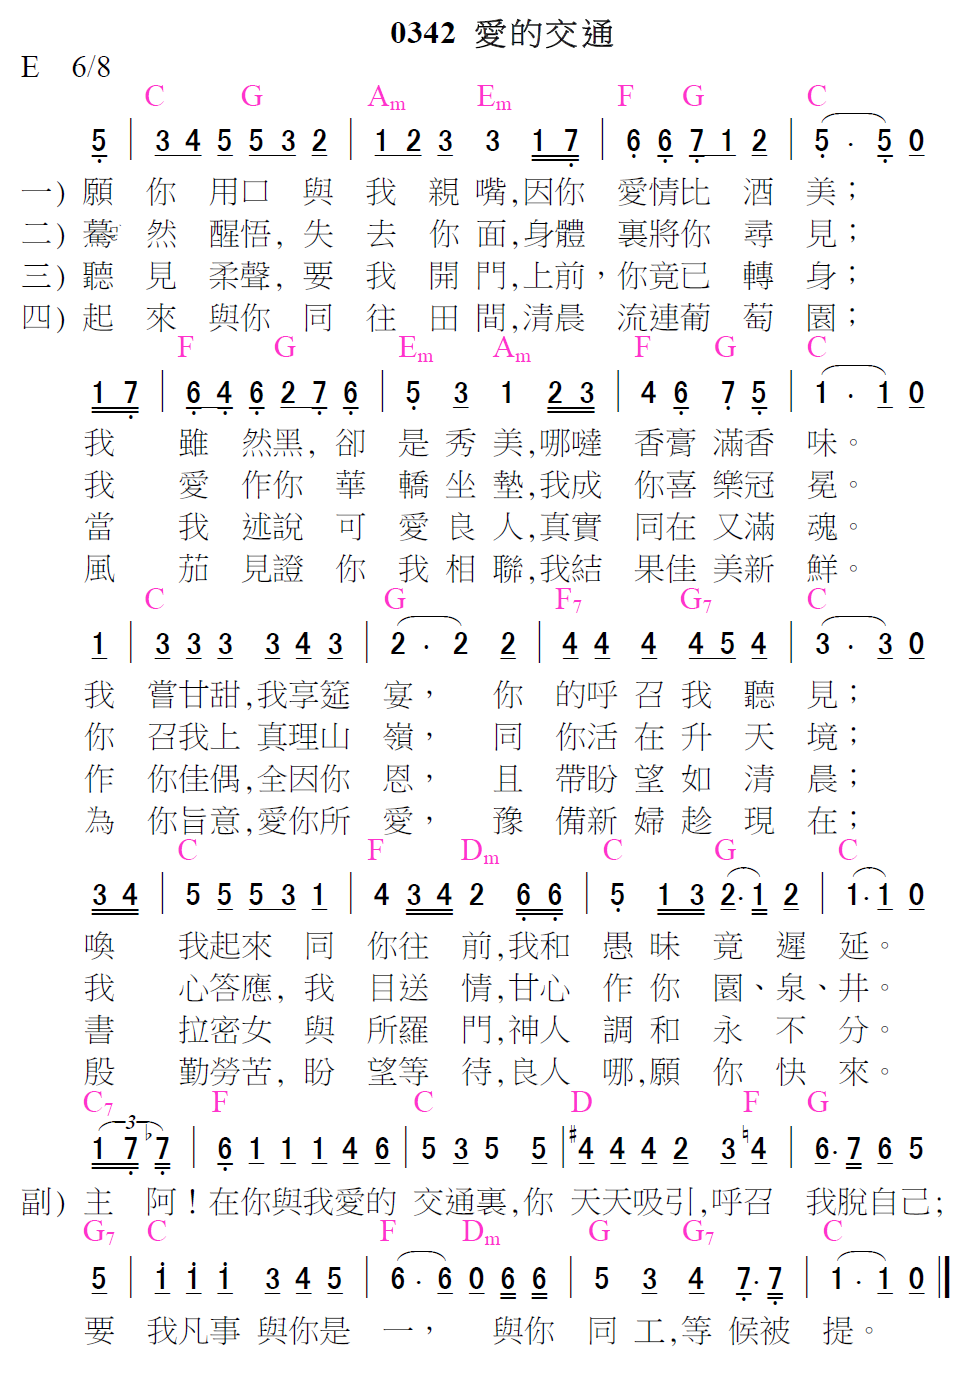 0342 愛的交通
E 6/8
C G Am Em F G C
5 | 3 4 5 5 3 2 | 1 2 3 3 1 7 | 6 6 7 1 2 | 5 · 5 0
一) 願你用口與我親嘴,因你愛情比酒美；
二) 驀然醒悟,失去你面,身體裏將你尋見；
三) 聽見柔聲,要我開門,上前，你竟已轉身；
四) 起來與你同往田間,清晨流連葡萄園；
F G Em Am F G C
1 7 | 6 4 6 2 7 6 | 5 3 1 2 3 | 4 6 7 5 | 1 · 1 0
我雖然黑,卻是秀美,哪噠香膏滿香味。
我愛作你華轎坐墊,我成你喜樂冠冕。
當我述說可愛良人,真實同在又滿魂。
風茄見證你我相聯,我結果佳美新鮮。
C G F7 G7 C
1 | 3 3 3 3 4 3 | 2 · 2 2 | 4 4 4 4 5 4 | 3 · 3 0
我嘗甘甜,我享筵宴，你的呼召我聽見；
你召我上真理山嶺，同你活在升天境；
作你佳偶,全因你恩，且帶盼望如清晨；
為你旨意,愛你所愛，豫備新婦趁現在；
C F Dm C G C
3 4 | 5 5 5 3 1 | 4 3 4 2 6 6 | 5 1 3 2· 1 2 | 1· 1 0
喚我起來同你往前,我和愚昧竟遲延。
我心答應,我目送情,甘心作你園、泉、井。
書拉密女與所羅門,神人調和永不分。
殷勤勞苦,盼望等待,良人哪,願你快來。
C7 F C D F G
3
1 7 ♭7 | 6 1 1 1 4 6 | 5 3 5 5 | ♯4 4 4 2 3 ♮4 | 6· 7 6 5
副) 主阿！在你與我愛的交通裏,你天天吸引,呼召我脫自己;
G7 C F Dm G G7 C
5 | 1 1 1 3 4 5 | 6 · 6 0 6 6 | 5 3 4 7· 7 | 1 · 1 0
要我凡事與你是一，與你同工,等候被提。